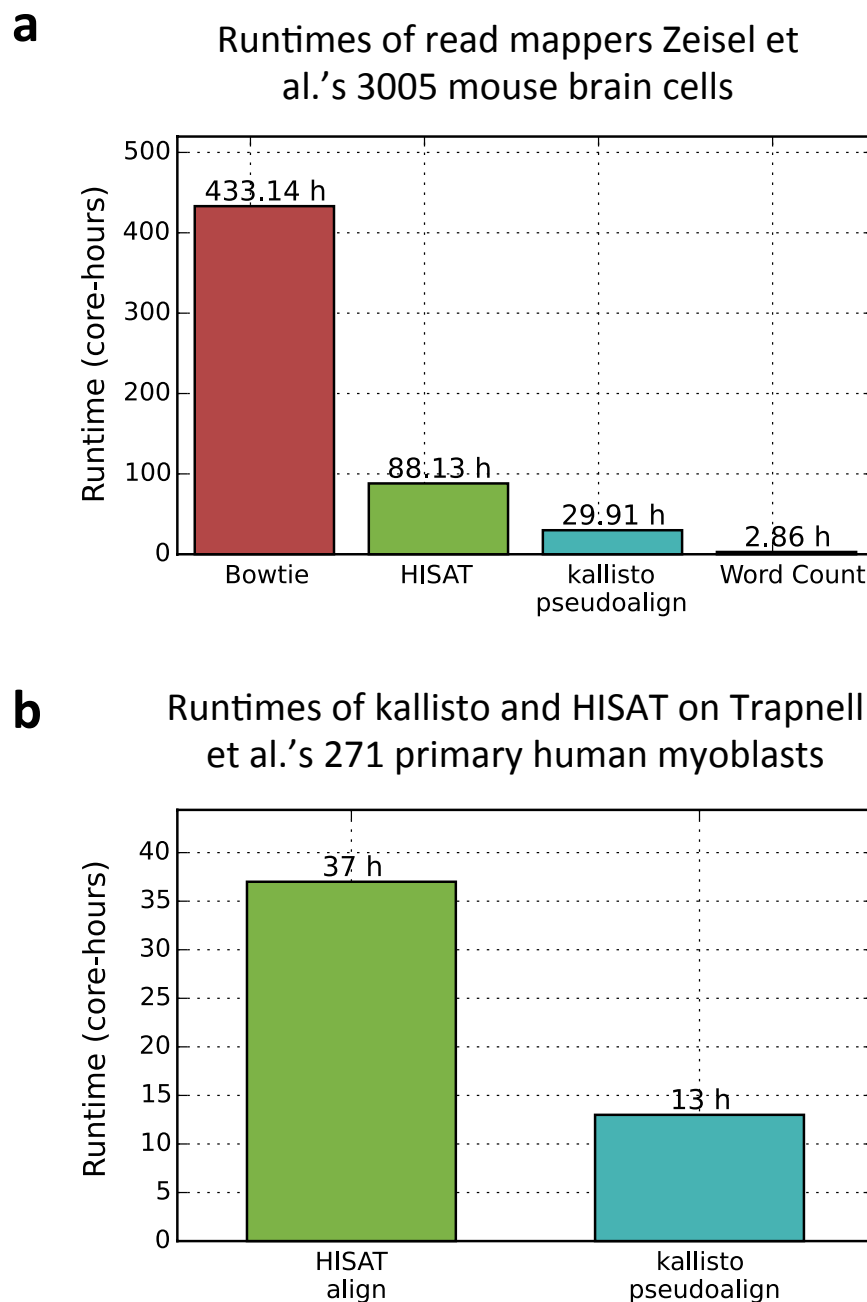 a
Runtimes of read mappers Zeisel et
al.'s 3005 mouse brain cells
Runtime (core-hours)
500
400
300
200
100
0
433.14 h
88.13 h
29.91 h
2.86 h
Bowtie
HISAT
kallisto
pseudoalign
Word Count
b
Runtimes of kallisto and HISAT on Trapnell
et al.'s 271 primary human myoblasts
Runtime (core-hours)
40
35
30
25
20
15
10
5
0
37 h
13 h
HISAT
align
kallisto
pseudoalign